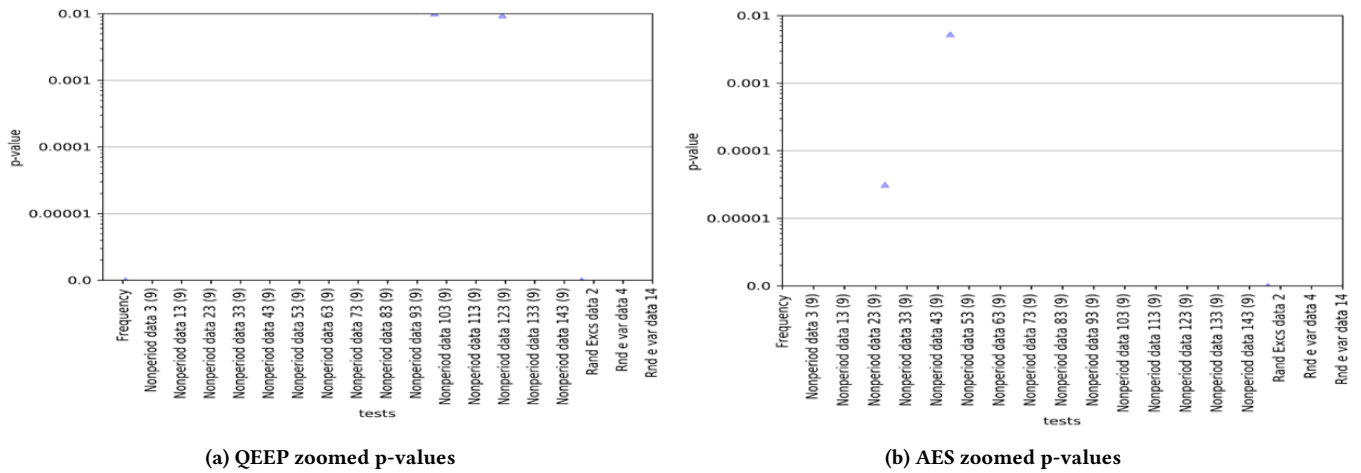 0.01
0.001
0.0001
0.00001
0.0
p-value
Frequency
Nonperiod data 3 (9)
Nonperiod data 13 (9)
Nonperiod data 23 (9)
Nonperiod data 33 (9)
Nonperiod data 43 (9)
Nonperiod data 53 (9)
Nonperiod data 63 (9)
Nonperiod data 73 (9)
Nonperiod data 83 (9)
Nonperiod data 93 (9)
Nonperiod data 103 (9)
Nonperiod data 113 (9)
Nonperiod data 123 (9)
Nonperiod data 133 (9)
Nonperiod data 143 (9)
Rand Excs data 2
Rnd e var data 4
Rnd e var data 14
tests
(a) QEEP zoomed p-values
0.01
0.001
0.0001
0.00001
0.0
p-value
Frequency
Nonperiod data 3 (9)
Nonperiod data 13 (9)
Nonperiod data 23 (9)
Nonperiod data 33 (9)
Nonperiod data 43 (9)
Nonperiod data 53 (9)
Nonperiod data 63 (9)
Nonperiod data 73 (9)
Nonperiod data 83 (9)
Nonperiod data 93 (9)
Nonperiod data 103 (9)
Nonperiod data 113 (9)
Nonperiod data 123 (9)
Nonperiod data 133 (9)
Nonperiod data 143 (9)
Rand Excs data 2
Rnd e var data 4
Rnd e var data 14
tests
(b) AES zoomed p-values